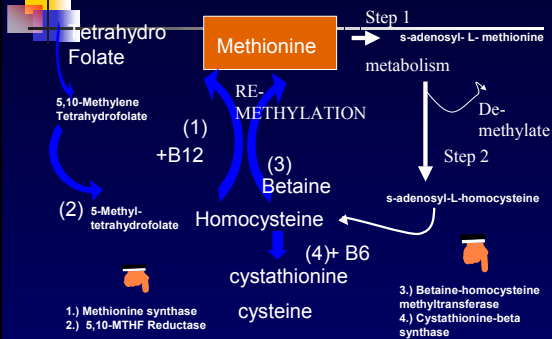 Tetrahydro
Folate
5,10-Methylene
Tetrahydrofolate
(2) 5-Methyl-
tetrahydrofolate
Methionine
RE-
METHYLATION
(1)
+B12
(3)
Betaine
Homocysteine
(4)+ B6
cystathionine
cysteine
Step 1
s-adenosyl- L- methionine
metabolism
De-
methylate
Step 2
s-adenosyl-L-homocysteine
1.) Methionine synthase
2.) 5,10-MTHF Reductase
3.) Betaine-homocysteine
methyltransferase
4.) Cystathionine-beta
synthase